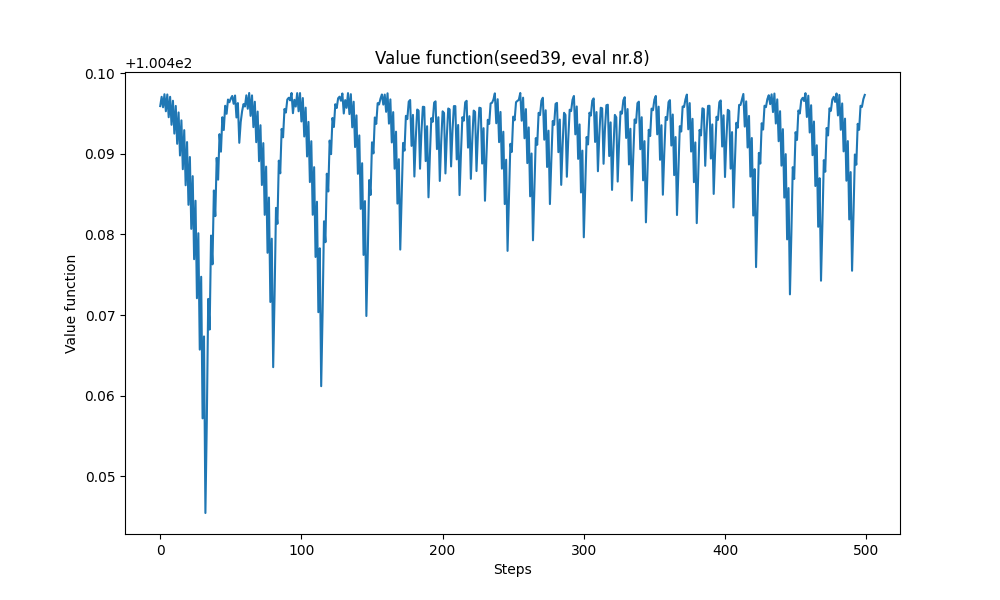 Value function(seed39, eval nr.8)
+1.004e2
0.10
0.09
0.08
0.07
0.06
0.05
Value function
0 100 200 300 400 500
Steps